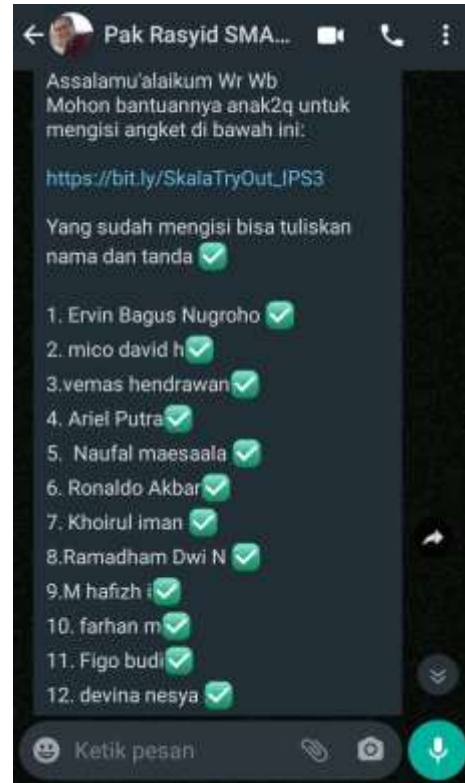 Pak Rasyid SMA...
Assalamu'alaikum Wr Wb
Mohon bantuannya anak2q untuk
mengisi angket di bawah ini:
https://bit.ly/SkalaTryOut_IPS3
Yang sudah mengisi bisa tuliskan
nama dan tanda ✅
1. Ervin Bagus Nugroho ✅
2. mico david h✅
3.vemas hendrawan✅
4. Ariel Putra✅
5. Naufal maesaala ✅
6. Ronaldo Akbar✅
7. Khoirul iman ✅
8.Ramadham Dwi N ✅
9.M hafizh i✅
10. farhan m✅
11. Figo budi✅
12. devina nesya ✅
Ketik pesan